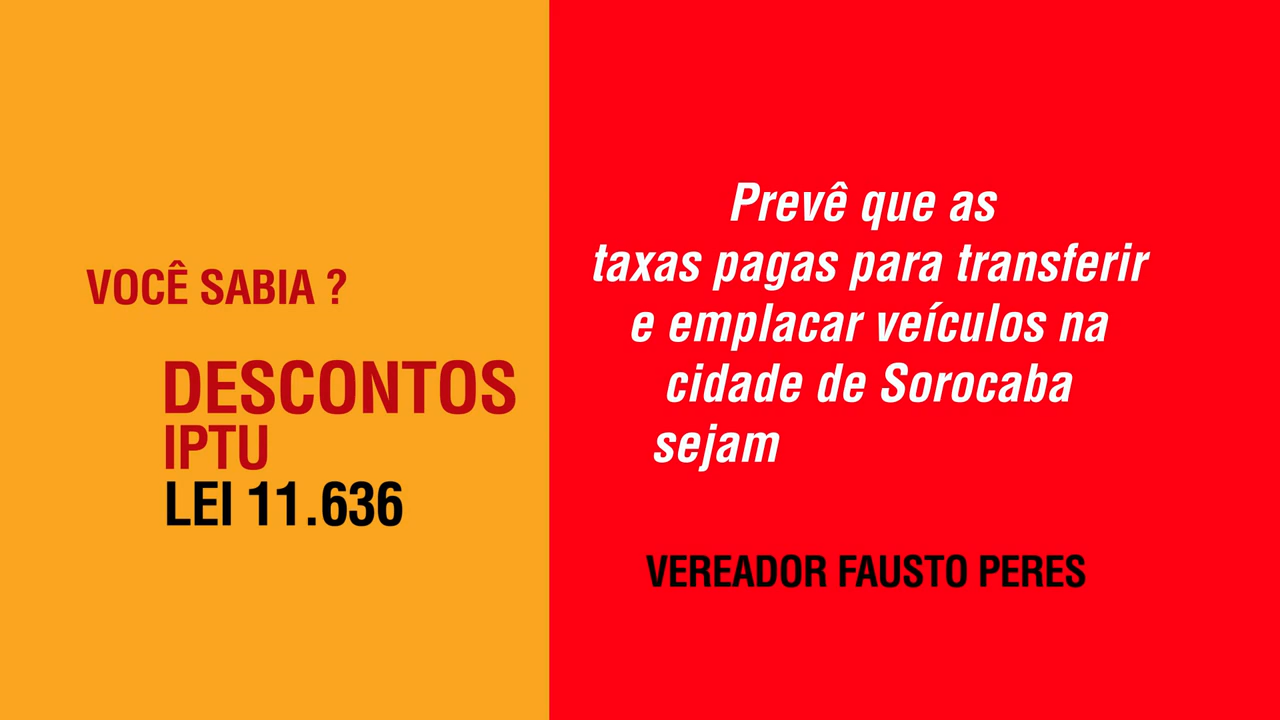 VOCÊ SABIA ?
DESCONTOS
IPTU
LEI 11.636
Prevê que as
taxas pagas para transferir
e emplacar veículos na
cidade de Sorocaba
sejam
VEREADOR FAUSTO PERES